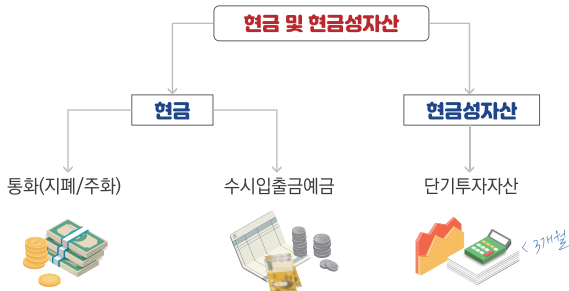 현금 및 현금성자산
현금
현금성자산
통화(지폐/주화)
수시입출금예금
단기투자자산
< 3개월